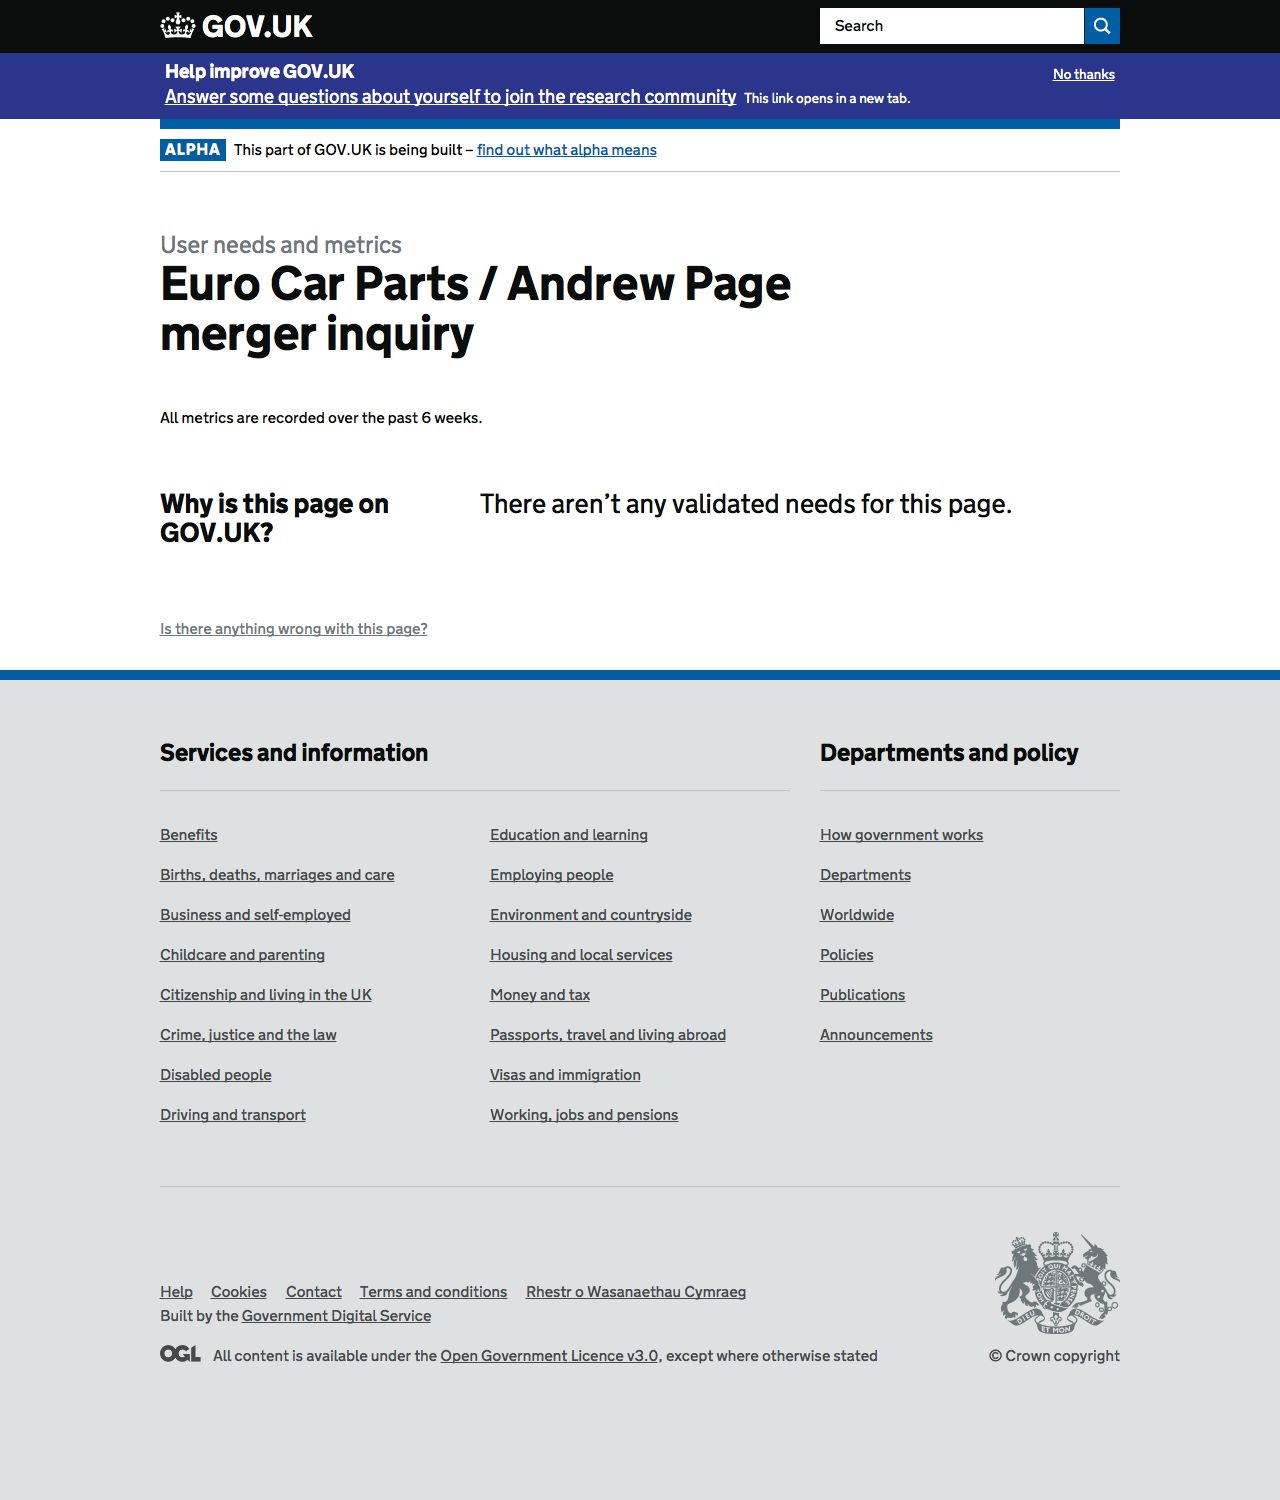 GOV.UK
Search
Help improve GOV.UK
No thanks
Answer some questions about yourself to join the research community This link opens in a new tab.
ALPHA This part of GOV.UK is being built – find out what alpha means
User needs and metrics
Euro Car Parts / Andrew Page
merger inquiry
All metrics are recorded over the past 6 weeks.
Why is this page on
GOV.UK?
There aren’t any validated needs for this page.
Is there anything wrong with this page?
Services and information
Benefits
Births, deaths, marriages and care
Business and self-employed
Childcare and parenting
Citizenship and living in the UK
Crime, justice and the law
Disabled people
Driving and transport
Education and learning
Employing people
Environment and countryside
Housing and local services
Money and tax
Passports, travel and living abroad
Visas and immigration
Working, jobs and pensions
Departments and policy
How government works
Departments
Worldwide
Policies
Publications
Announcements
Help Cookies Contact Terms and conditions Rhestr o Wasanaethau Cymraeg
Built by the Government Digital Service
OGL All content is available under the Open Government Licence v3.0, except where otherwise stated
DIEU ET MON DROIT
© Crown copyright